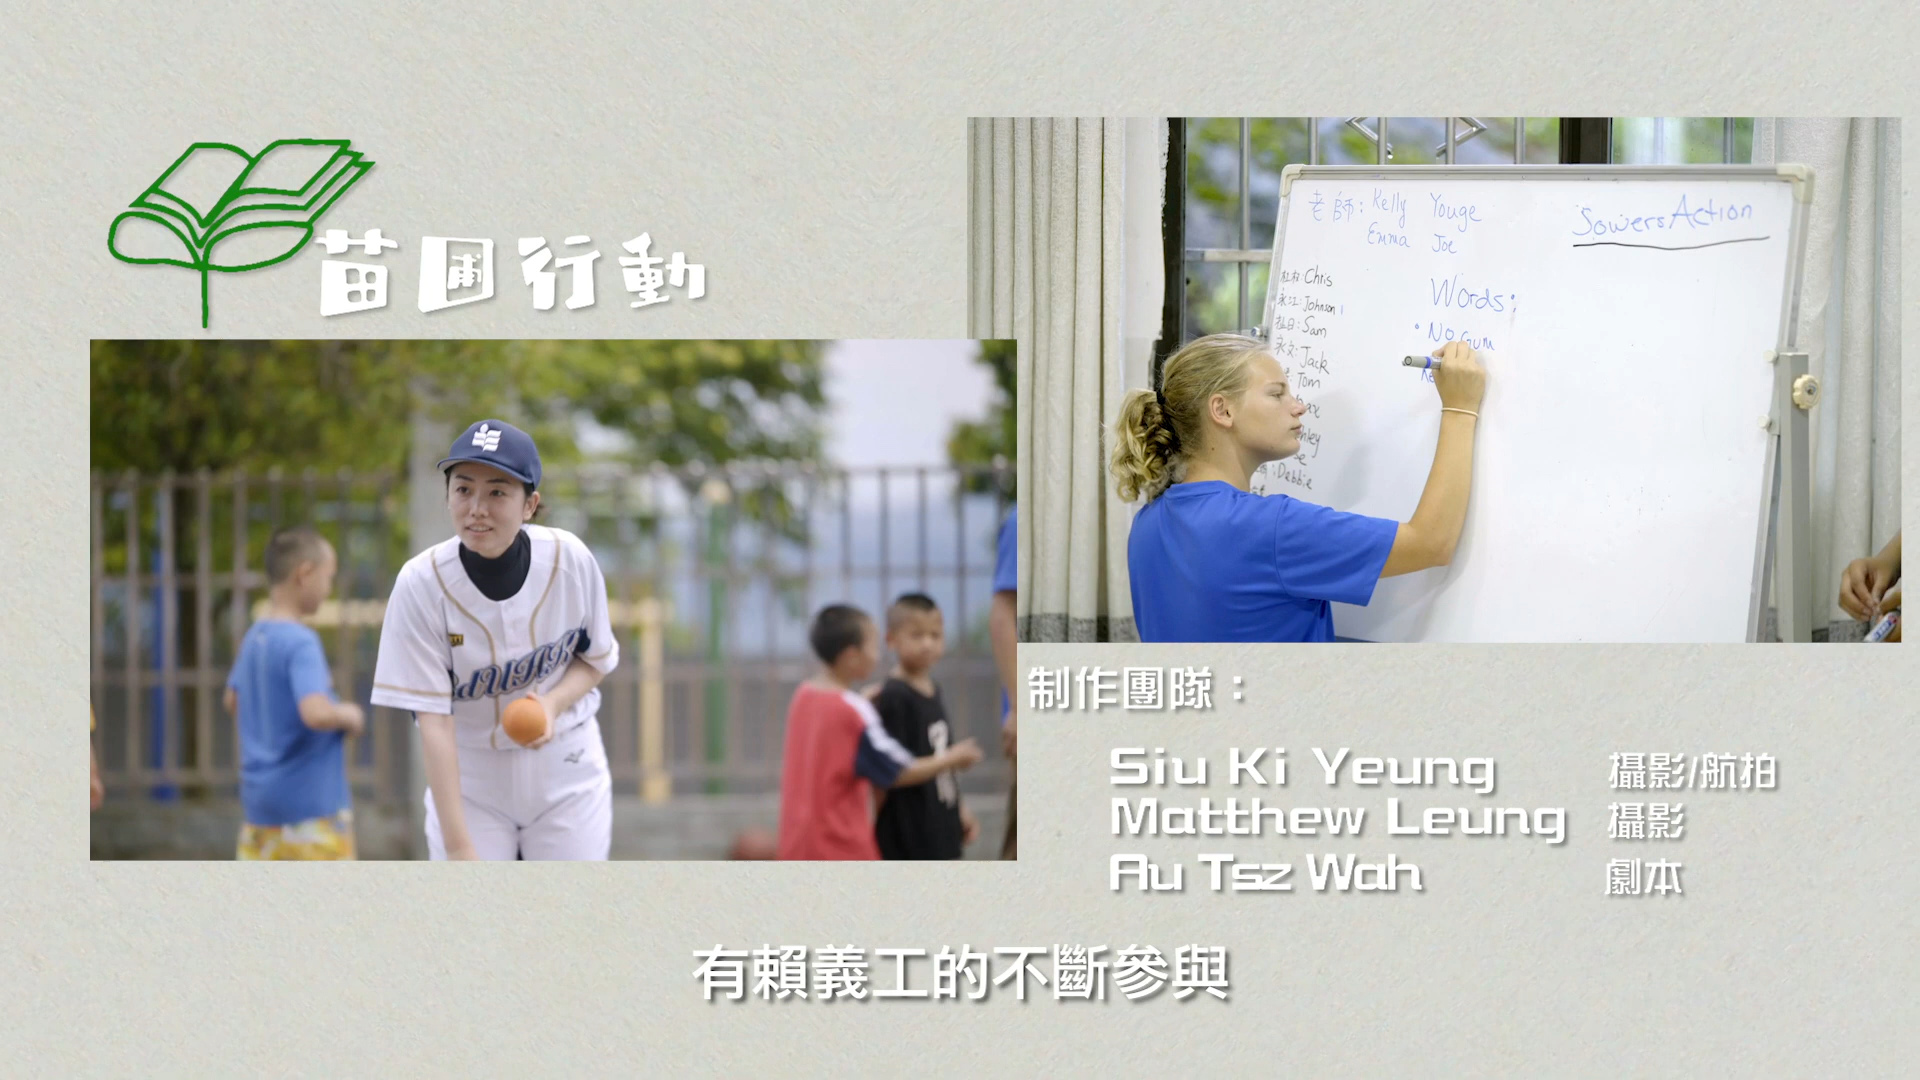 苗圃行動
老師: Kelly Youge
Emma Joe
SowersAction
Chris
Johnson
Sam
Jack
Tom
Debbie
Words:
• No Gum
制作團隊：
Siu Ki Yeung 攝影/航拍
Matthew Leung 攝影
Au Tsz Wah 劇本
有賴義工的不斷參與